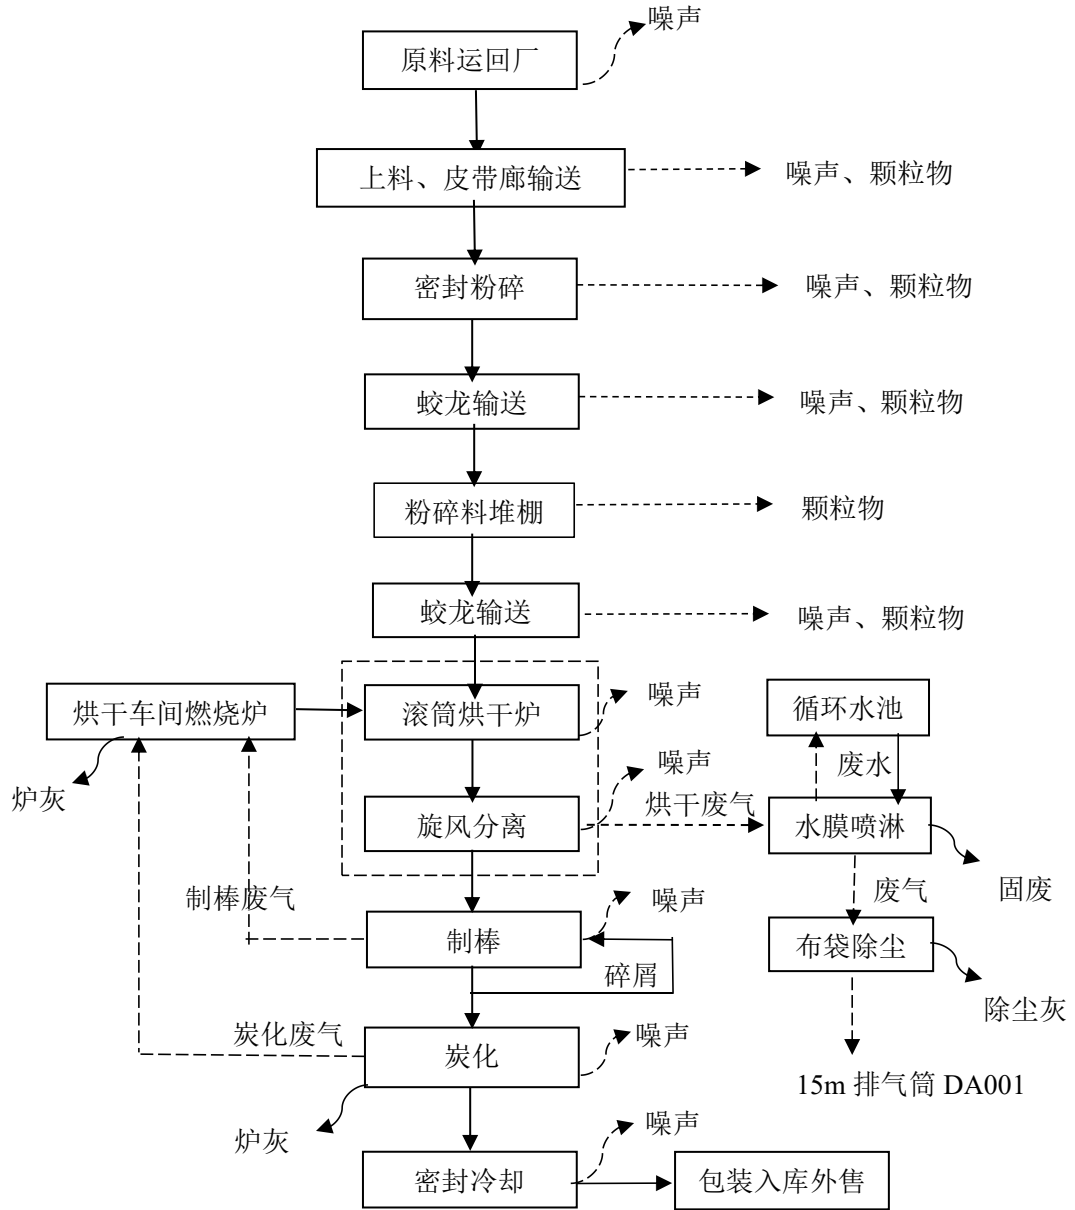 噪声
原料运回厂
上料、皮带廊输送
噪声、颗粒物
密封粉碎
噪声、颗粒物
蛟龙输送
噪声、颗粒物
粉碎料堆棚
颗粒物
蛟龙输送
噪声、颗粒物
烘干车间燃烧炉
滚筒烘干炉
噪声
循环水池
炉灰
噪声
废水
烘干废气
旋风分离
水膜喷淋
制棒废气
噪声
废气
固废
制棒
布袋除尘
碎屑
除尘灰
炭化废气
噪声
炭化
15m 排气筒 DA001
炉灰
噪声
密封冷却
包装入库外售